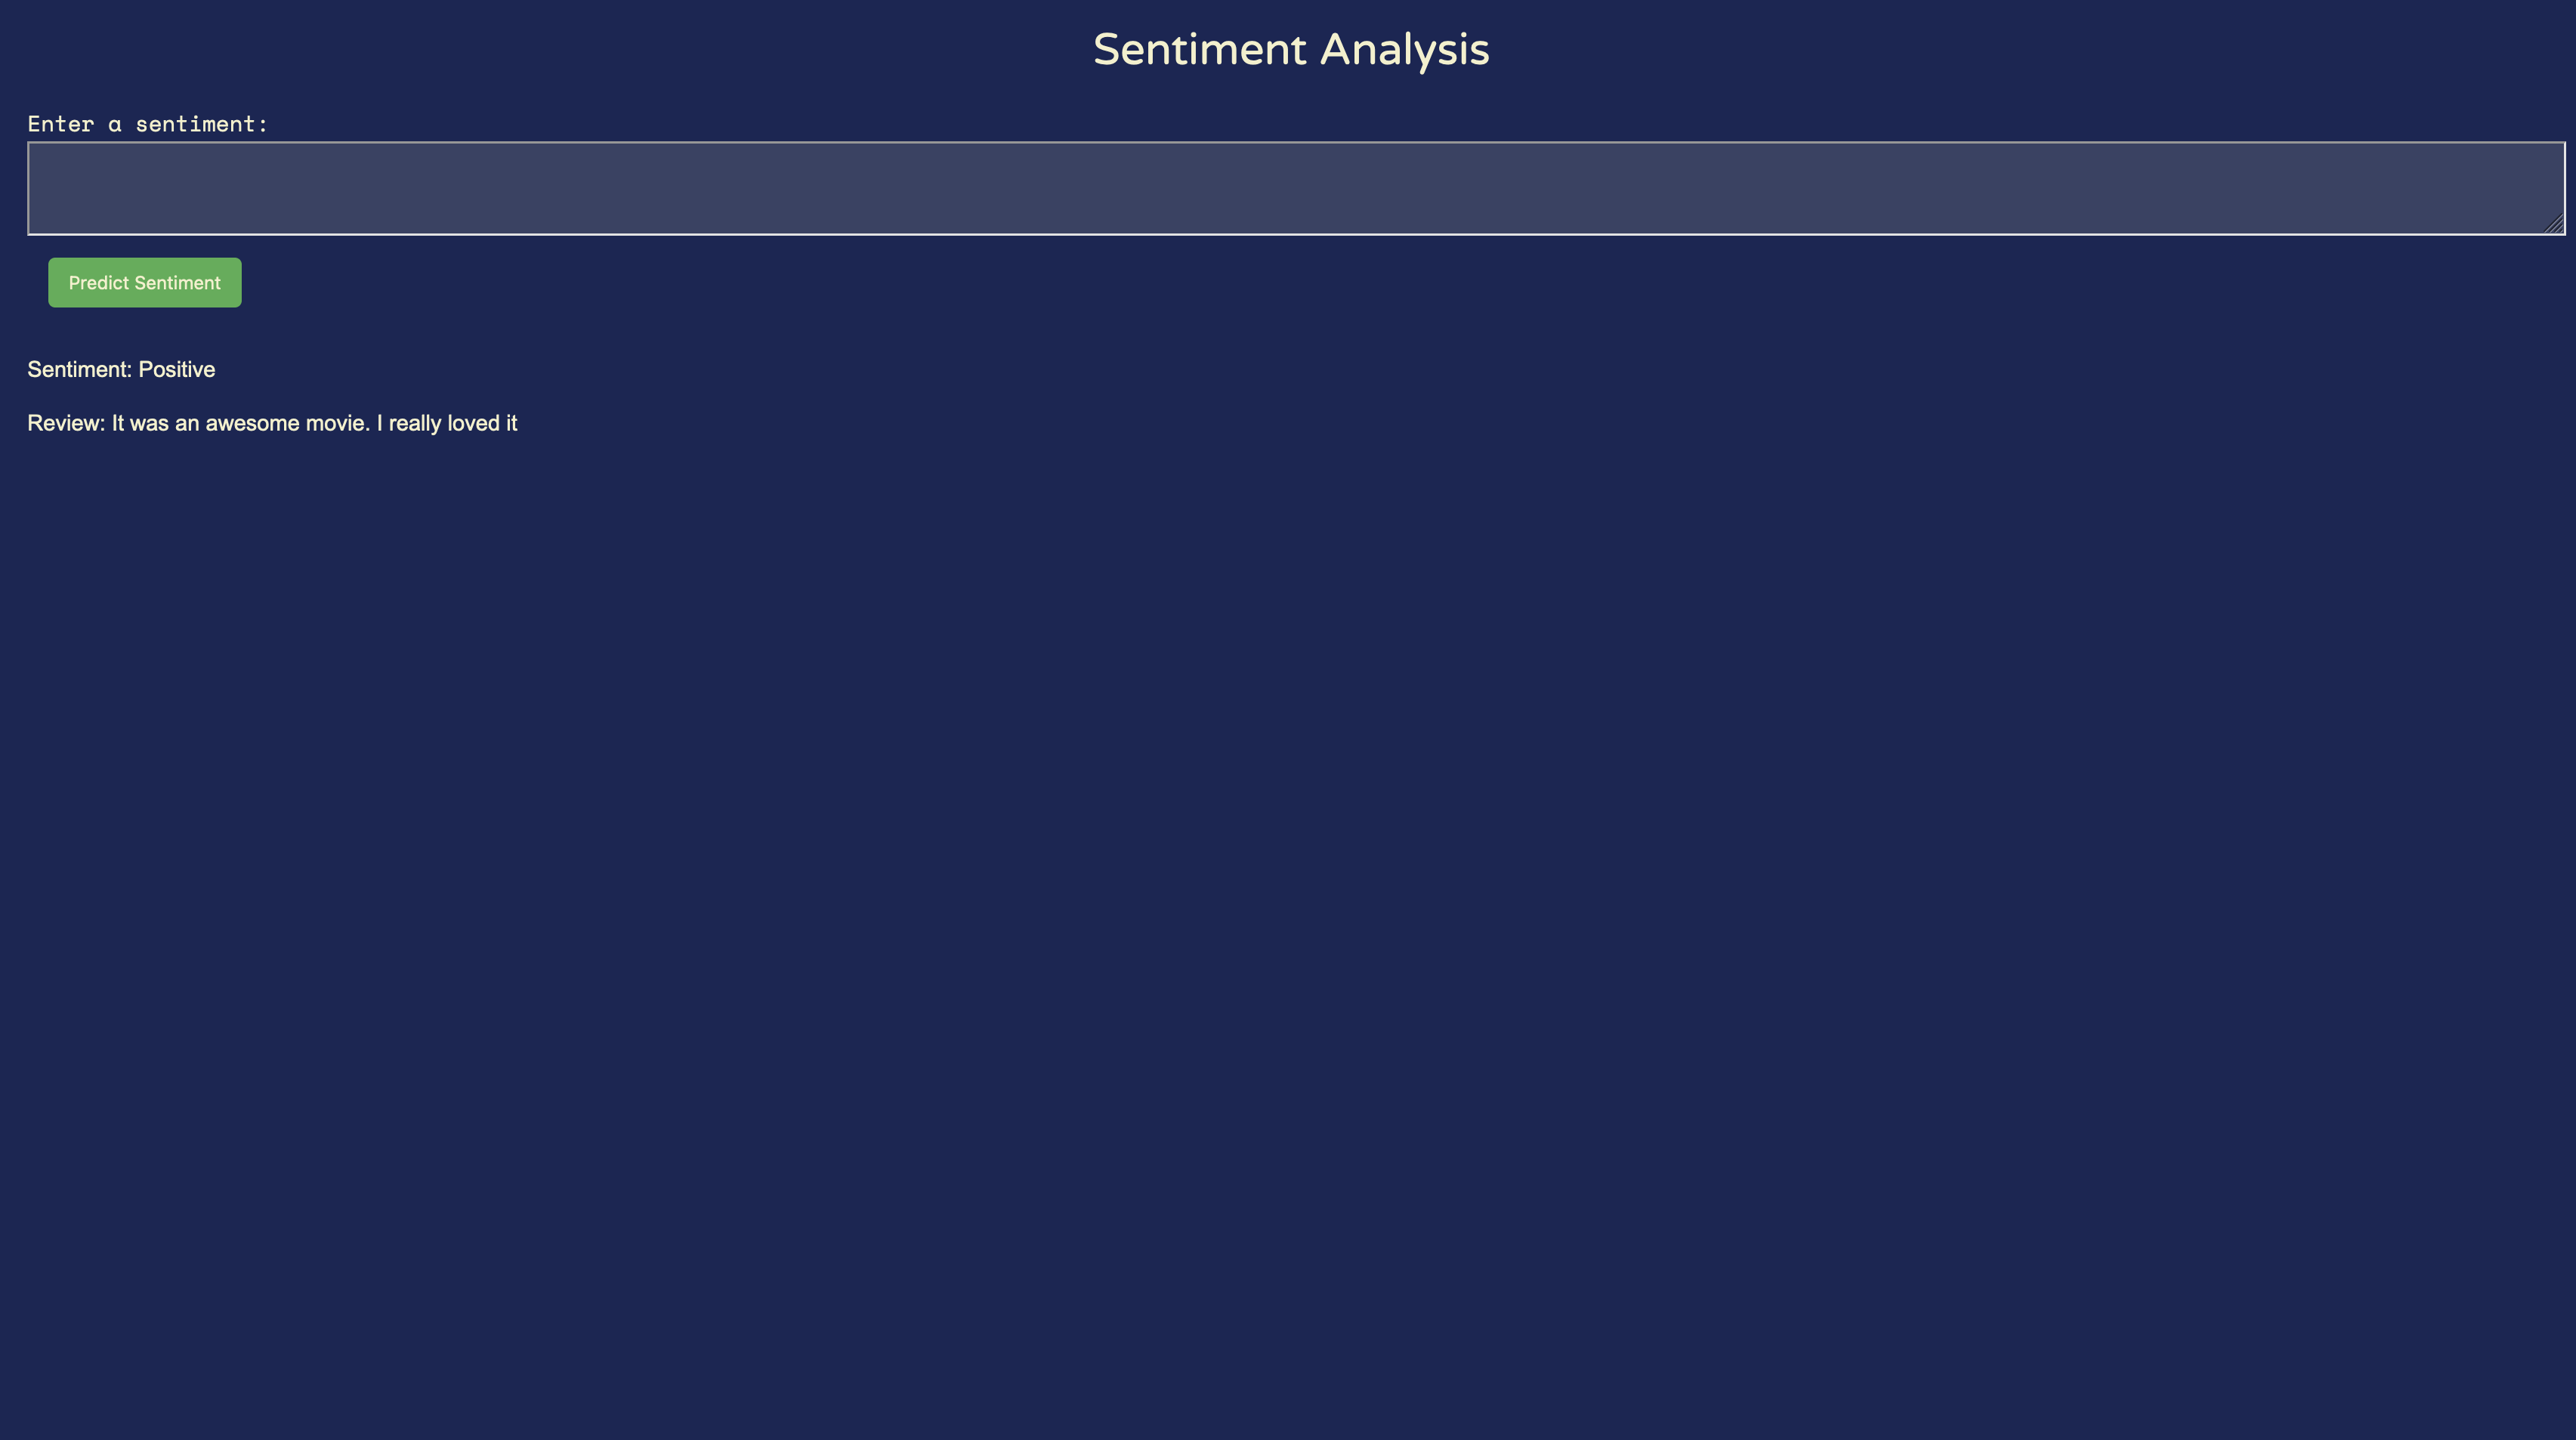 Sentiment Analysis
Enter a sentiment:
Predict Sentiment
Sentiment: Positive
Review: It was an awesome movie. I really loved it